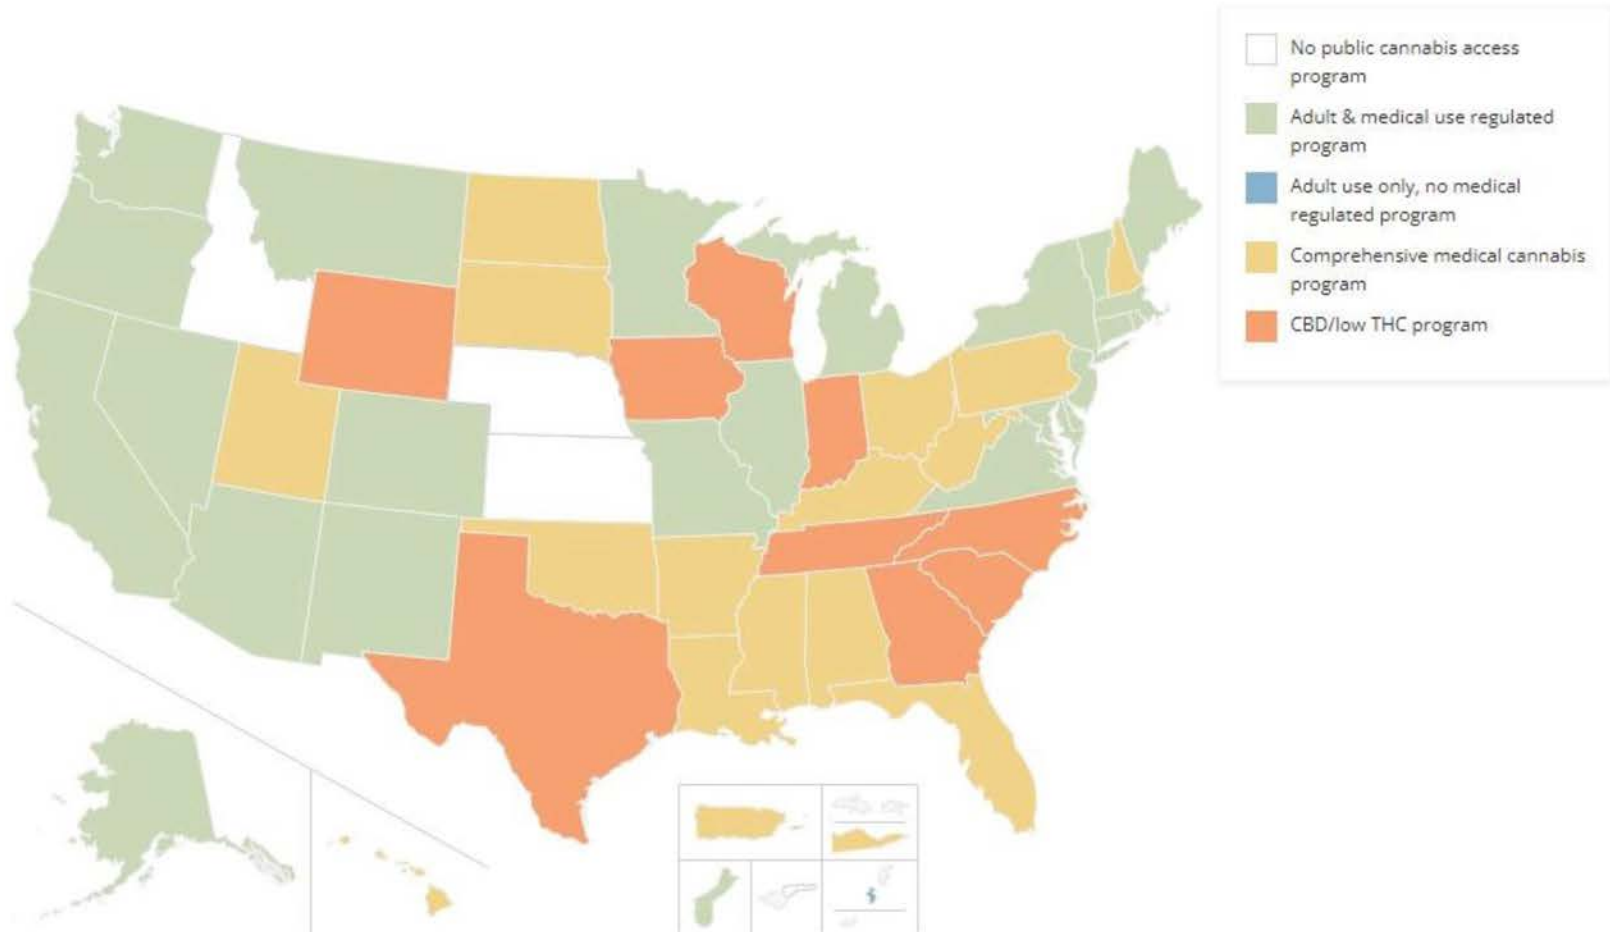 No public cannabis access
program
Adult & medical use regulated
program
Adult use only, no medical
regulated program
Comprehensive medical cannabis
program
CBD/low THC program